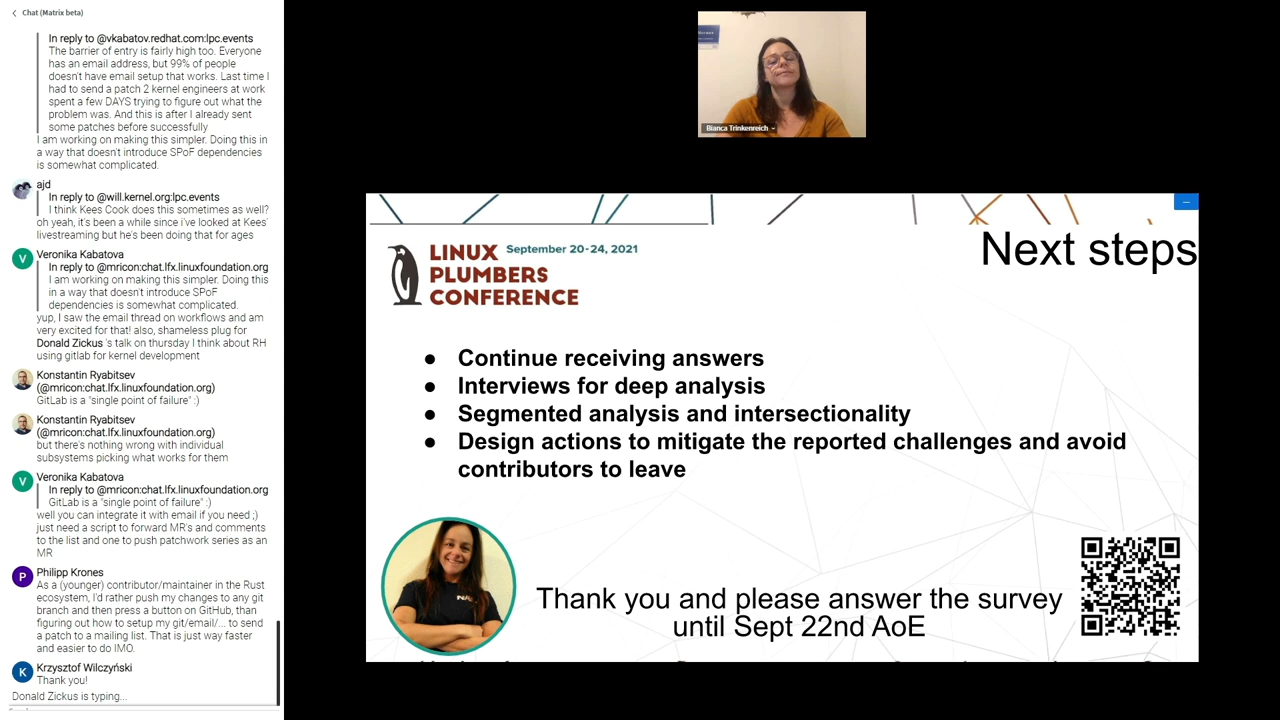 Chat (Matrix beta)
In reply to @vkabatov.redhat.com:lpc.events
The barrier of entry is fairly high too. Everyone
has an email address, but 99% of people
doesn't have email setup that works. Last time I
had to send a patch 2 kernel engineers at work
spent a few DAYS trying to figure out what the
problem was. And this is after I already sent
some patches before successfully
I am working on making this simpler. Doing this in
a way that doesn't introduce SPoF dependencies
is somewhat complicated.
ajd
In reply to @will.kernel.org:lpc.events
I think Kees Cook does this sometimes as well?
oh yeah, it's been a while since i've looked at Kees'
livestreaming but he's been doing that for ages
V
Veronika Kabatova
In reply to @mricon:chat.lfx.linuxfoundation.org
I am working on making this simpler. Doing this
in a way that doesn't introduce SPoF
dependencies is somewhat complicated.
yup, I saw the email thread on workflows and am
very excited for that! also, shameless plug for
Donald Zickus 's talk on thursday I think about RH
using gitlab for kernel development
Konstantin Ryabitsev
(@mricon:chat.lfx.linuxfoundation.org)
GitLab is a "single point of failure" :)
Konstantin Ryabitsev
(@mricon:chat.lfx.linuxfoundation.org)
but there's nothing wrong with individual
subsystems picking what works for them
V
Veronika Kabatova
In reply to @mricon:chat.lfx.linuxfoundation.org
GitLab is a "single point of failure" :)
well you can integrate it with email if you need ;)
just need a script to forward MR's and comments
to the list and one to push patchwork series as an
MR
P
Philipp Krones
As a (younger) contributor/maintainer in the Rust
ecosystem, I'd rather push my changes to any git
branch and then press a button on GitHub, than
figuring out how to setup my git/email/... to send
a patch to a mailing list. That is just way faster
and easier to do IMO.
K
Krzysztof Wilczyński
Thank you!
Donald Zickus is typing...
Bianca Trinkenreich
LINUX
PLUMBERS
CONFERENCE
September 20-24, 2021
Next steps
● Continue receiving answers
● Interviews for deep analysis
● Segmented analysis and intersectionality
● Design actions to mitigate the reported challenges and avoid
contributors to leave
Thank you and please answer the survey
until Sept 22nd AoE